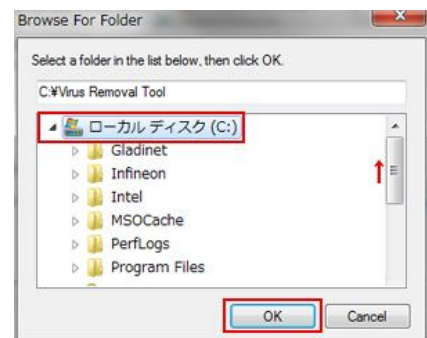 Browse For Folder
Select a folder in the list below, then click OK.
C:¥Virus Removal Tool
ローカル ディスク (C:)
Gladinet
Infineon
Intel
MSOCache
PerfLogs
Program Files
OK Cancel